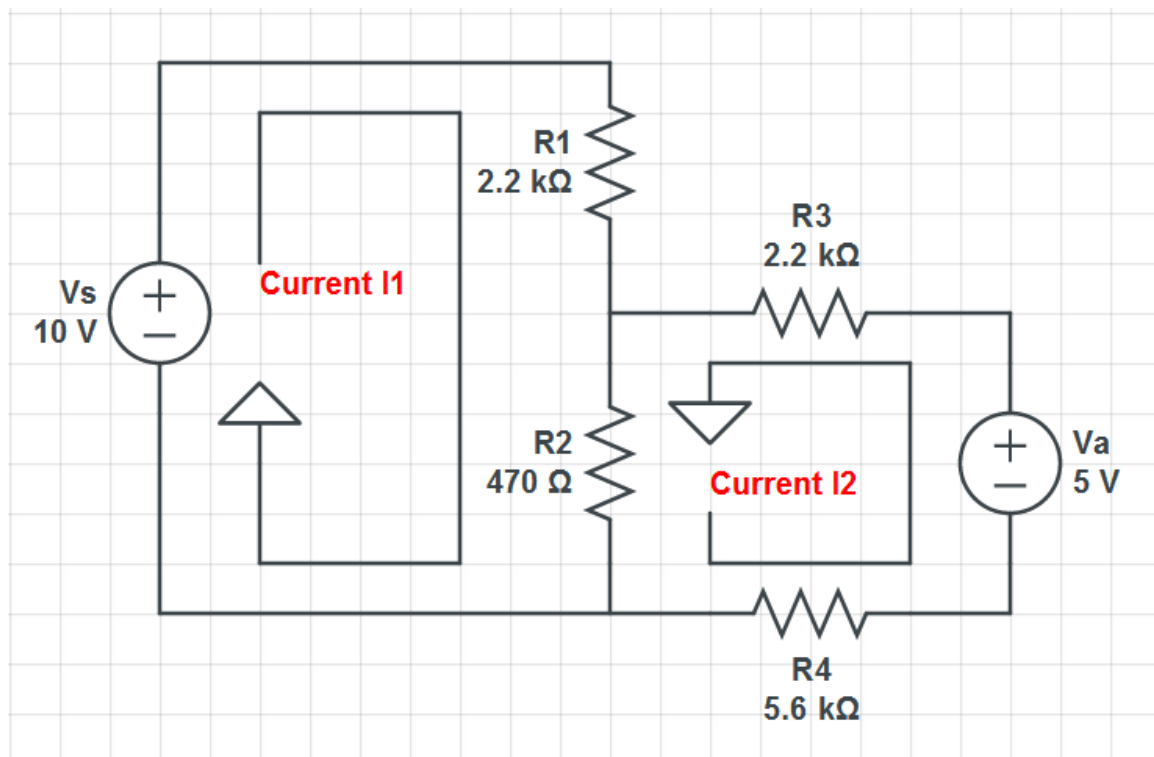 R1
2.2 kΩ
R3
2.2 kΩ
Vs
10 V
Current I1
R2
470 Ω
Va
5 V
Current I2
R4
5.6 kΩ